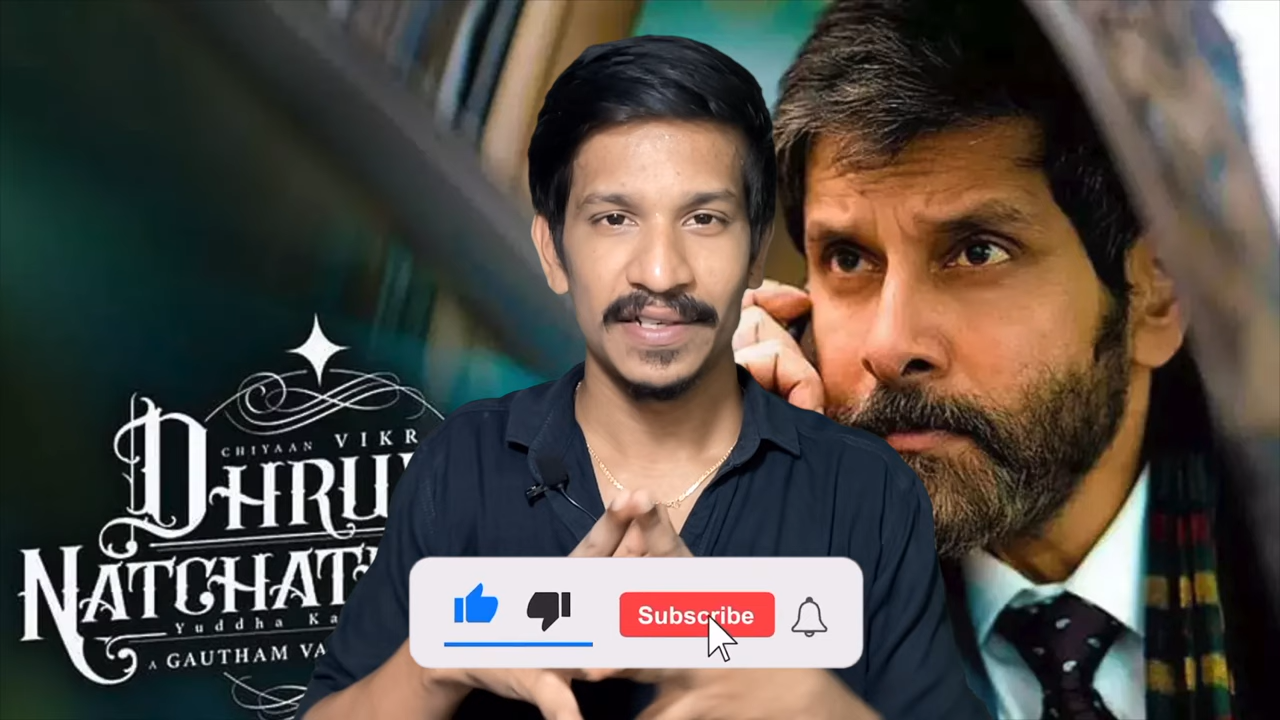 CHIYAAN VIKR
DHRU
NATCHAT
Yuddha Ka
A GAUTHAM VA
Subscribe